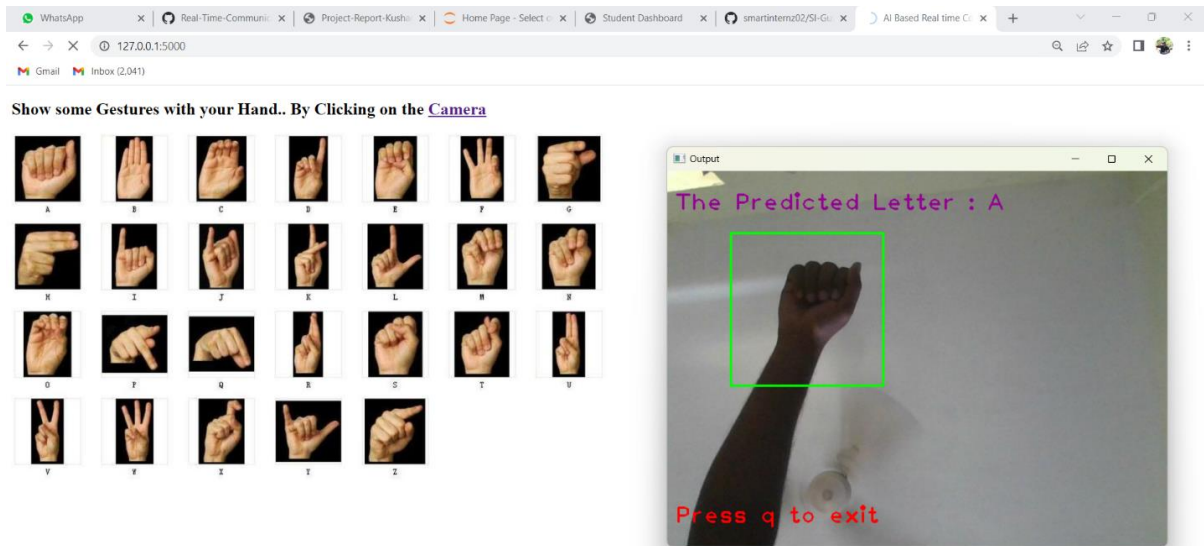 WhatsApp
Real-Time-Communic
Project-Report-Kusha
Home Page - Select o
Student Dashboard
smartinternz02/SI-Gu
AI Based Real time Co
127.0.0.1:5000
Gmail
Inbox (2,041)
Show some Gestures with your Hand.. By Clicking on the Camera
A B C D E F G
H I J K L M N
O P Q R S T U
V W X Y Z
Output
The Predicted Letter : A
Press q to exit